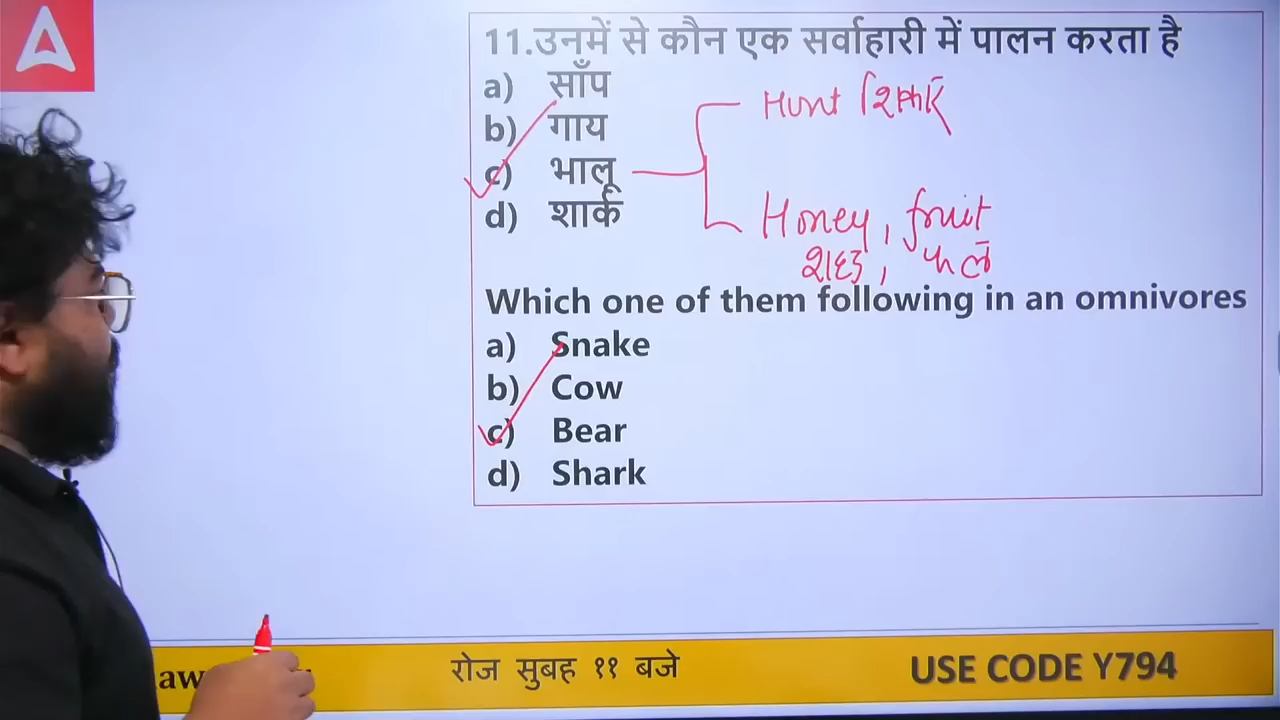 11.उनमें से कौन एक सर्वाहारी में पालन करता है
a) साँप
b) गाय
c) भालू
d) शार्क
Hunt शिकार
Honey, fruit
शहद, फलों
Which one of them following in an omnivores
a) Snake
b) Cow
c) Bear
d) Shark
रोज सुबह ११ बजे
USE CODE Y794